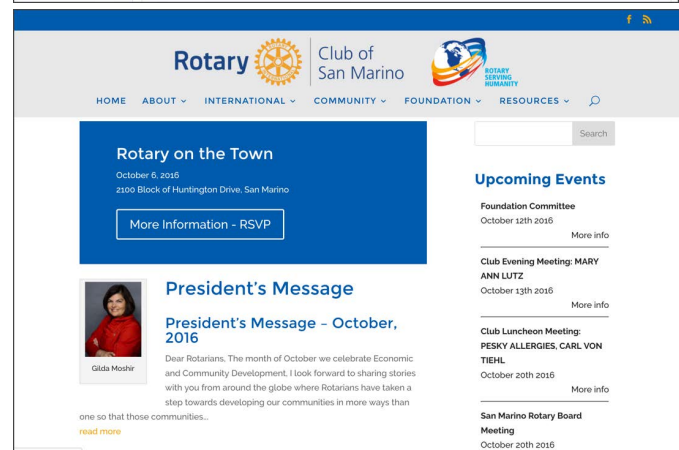 Rotary
Club of
San Marino
ROTARY
SERVING
HUMANITY
HOME ABOUT INTERNATIONAL COMMUNITY FOUNDATION RESOURCES
Rotary on the Town
October 6, 2016
2100 Block of Huntington Drive, San Marino
More Information - RSVP
President's Message
President's Message – October,
2016
Gilda Moshir
Dear Rotarians, The month of October we celebrate Economic
and Community Development, I look forward to sharing stories
with you from around the globe where Rotarians have taken a
step towards developing our communities in more ways than
one so that those communities...
read more
Search
Upcoming Events
Foundation Committee
October 12th 2016
More info
Club Evening Meeting: MARY
ANN LUTZ
October 13th 2016
More info
Club Luncheon Meeting:
PESKY ALLERGIES, CARL VON
TIEHL
October 20th 2016
More info
San Marino Rotary Board
Meeting
October 20th 2016